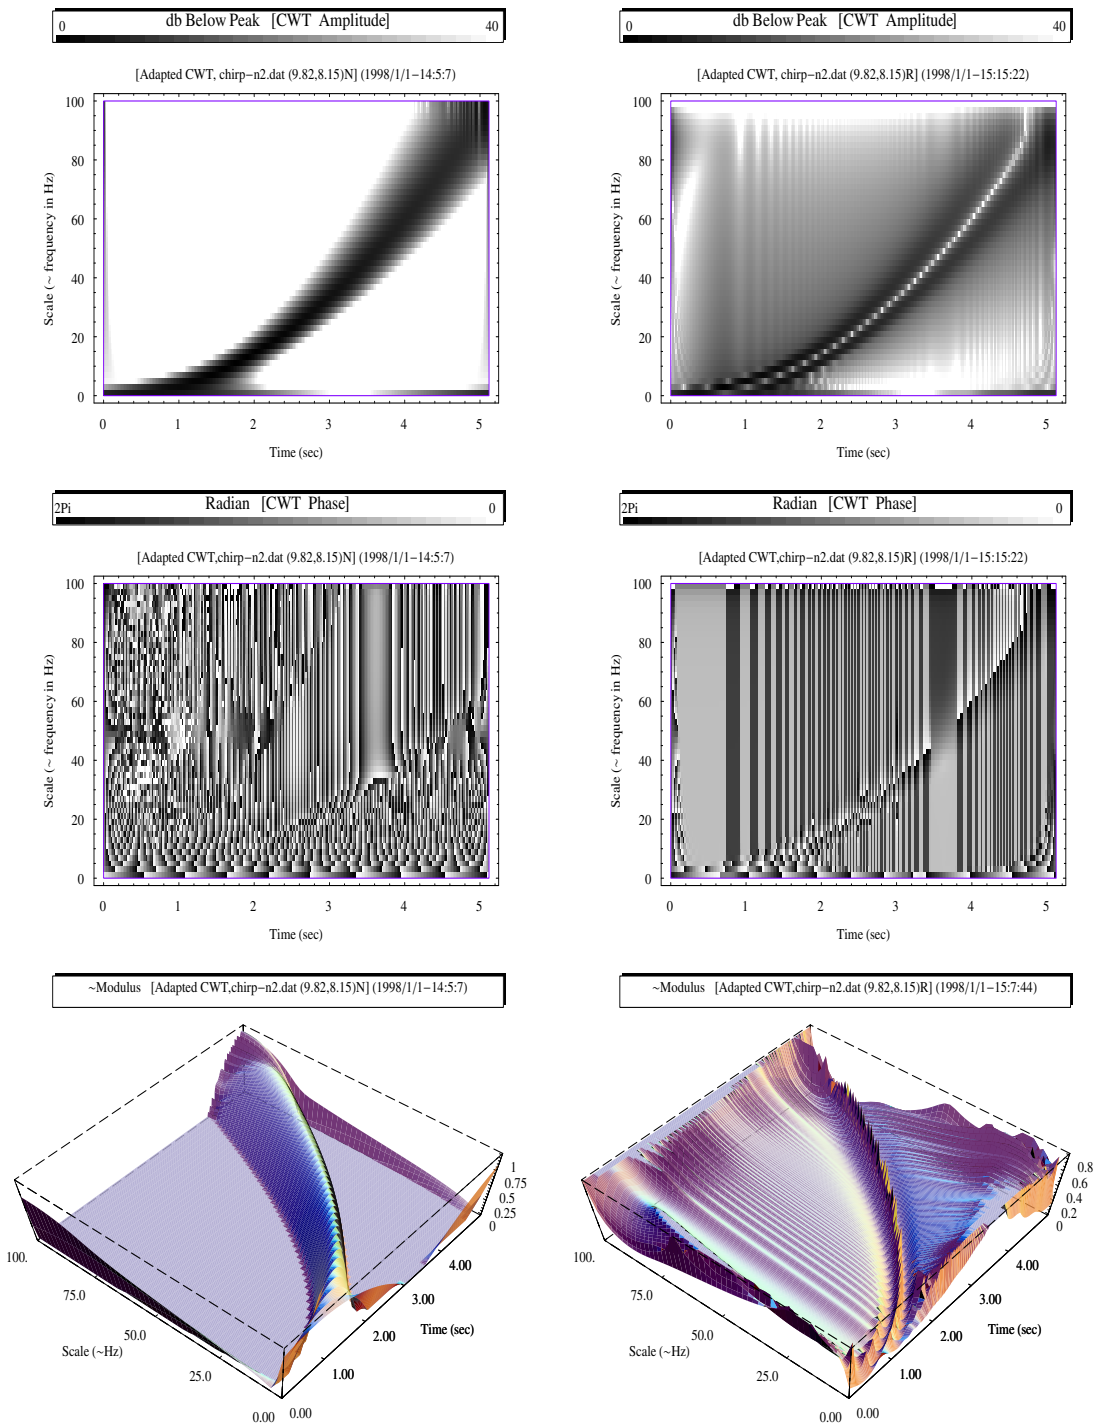 db Below Peak [CWT Amplitude]
0 40
[Adapted CWT, chirp−n2.dat (9.82,8.15)N] (1998/1/1−14:5:7)
100
80
60
40
20
0
Scale (~ frequency in Hz)
0 1 2 3 4 5
Time (sec)
db Below Peak [CWT Amplitude]
0 40
[Adapted CWT, chirp−n2.dat (9.82,8.15)R] (1998/1/1−15:15:22)
100
80
60
40
20
0
Scale (~ frequency in Hz)
0 1 2 3 4 5
Time (sec)
Radian [CWT Phase]
2Pi 0
[Adapted CWT,chirp−n2.dat (9.82,8.15)N] (1998/1/1−14:5:7)
100
80
60
40
20
0
Scale (~ frequency in Hz)
0 1 2 3 4 5
Time (sec)
Radian [CWT Phase]
2Pi 0
[Adapted CWT,chirp−n2.dat (9.82,8.15)R] (1998/1/1−15:15:22)
100
80
60
40
20
0
Scale (~ frequency in Hz)
0 1 2 3 4 5
Time (sec)
~Modulus [Adapted CWT,chirp−n2.dat (9.82,8.15)N] (1998/1/1−14:5:7)
1
0.75
0.5
0.25
0
100.
75.0
50.0
25.0
0.00
Scale (~Hz)
0.00
1.00
2.00
3.00
4.00
Time (sec)
~Modulus [Adapted CWT,chirp−n2.dat (9.82,8.15)R] (1998/1/1−15:7:44)
0.8
0.6
0.4
0.2
0
100.
75.0
50.0
25.0
0.00
Scale (~Hz)
0.00
1.00
2.00
3.00
4.00
Time (sec)